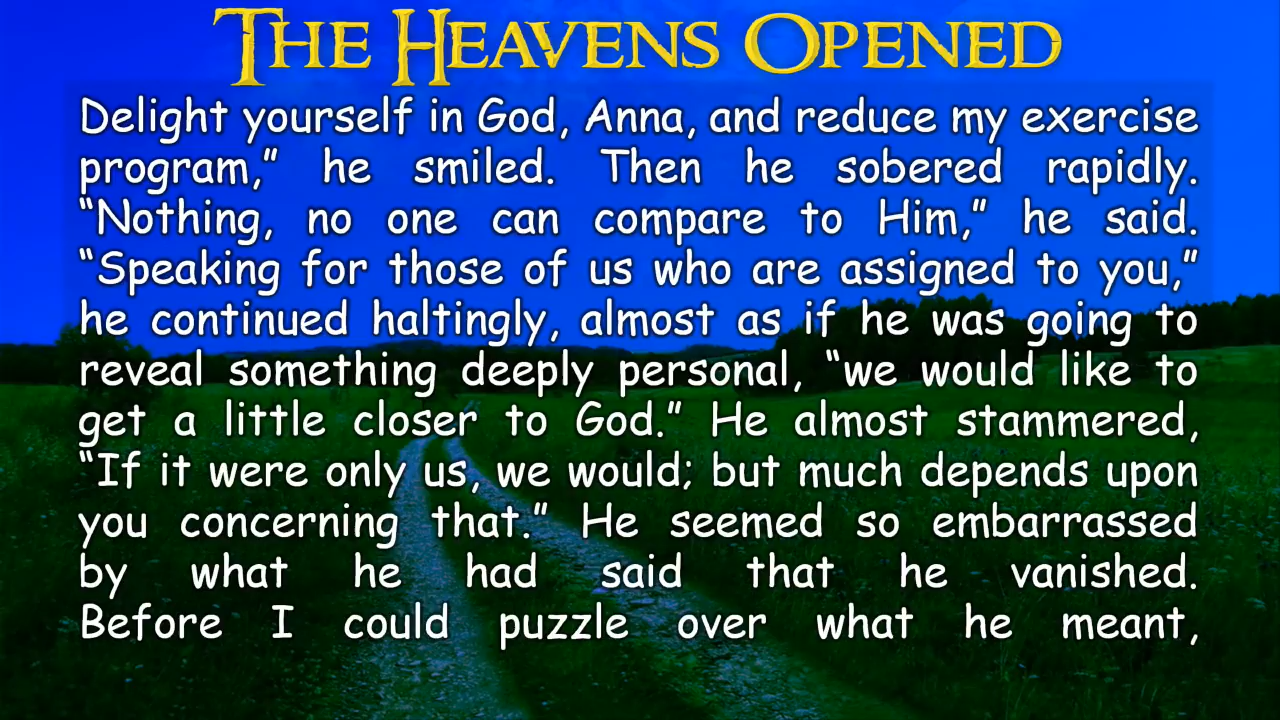 THE HEAVENS OPENED
Delight yourself in God, Anna, and reduce my exercise
program,” he smiled. Then he sobered rapidly.
“Nothing, no one can compare to Him,” he said.
“Speaking for those of us who are assigned to you,”
he continued haltingly, almost as if he was going to
reveal something deeply personal, “we would like to
get a little closer to God.” He almost stammered,
“If it were only us, we would; but much depends upon
you concerning that.” He seemed so embarrassed
by what he had said that he vanished.
Before I could puzzle over what he meant,